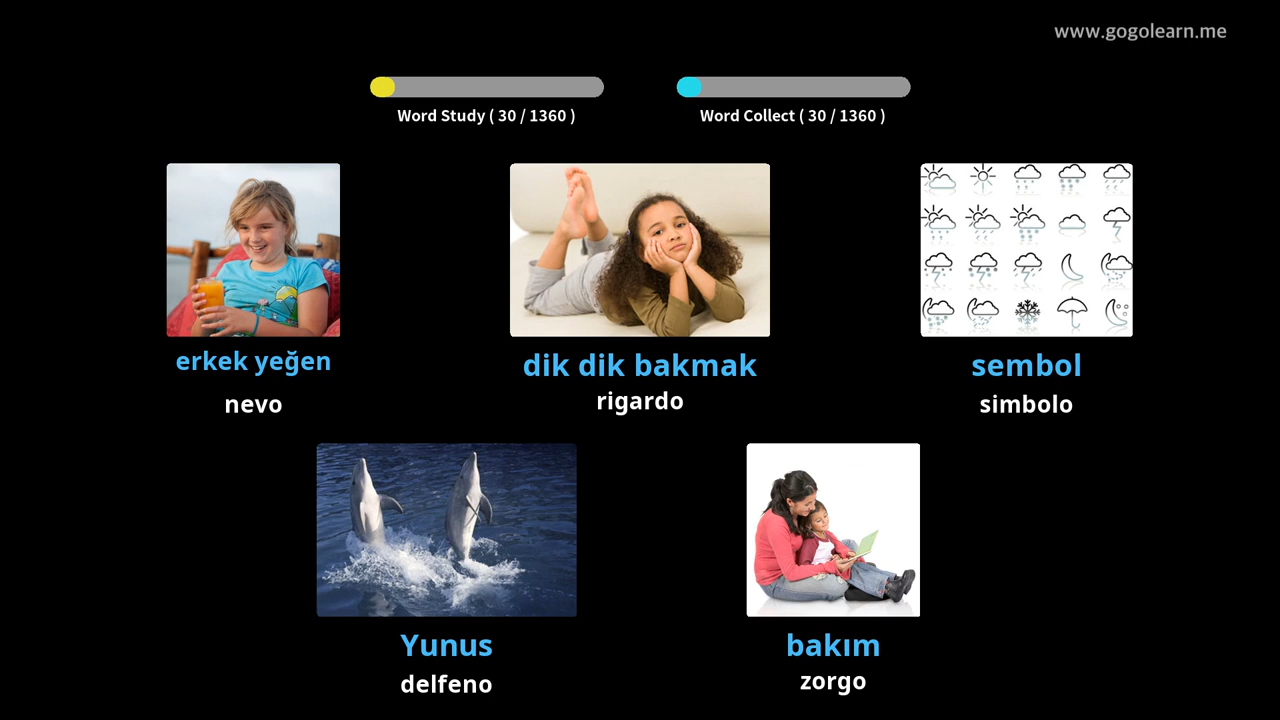 www.gogolearn.me
Word Study ( 30 / 1360 )
Word Collect ( 30 / 1360 )
erkek yeğen
nevo
dik dik bakmak
rigardo
sembol
simbolo
Yunus
delfeno
bakım
zorgo